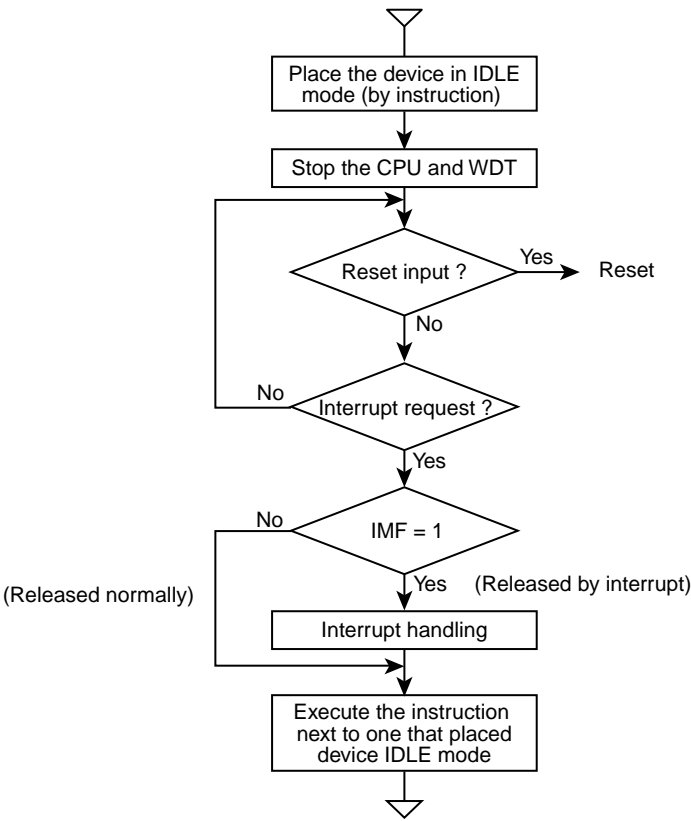 Place the device in IDLE
mode (by instruction)
Stop the CPU and WDT
Reset input ?
Yes
Reset
No
No
Interrupt request ?
Yes
No
IMF = 1
(Released normally)
Yes
(Released by interrupt)
Interrupt handling
Execute the instruction
next to one that placed
device IDLE mode